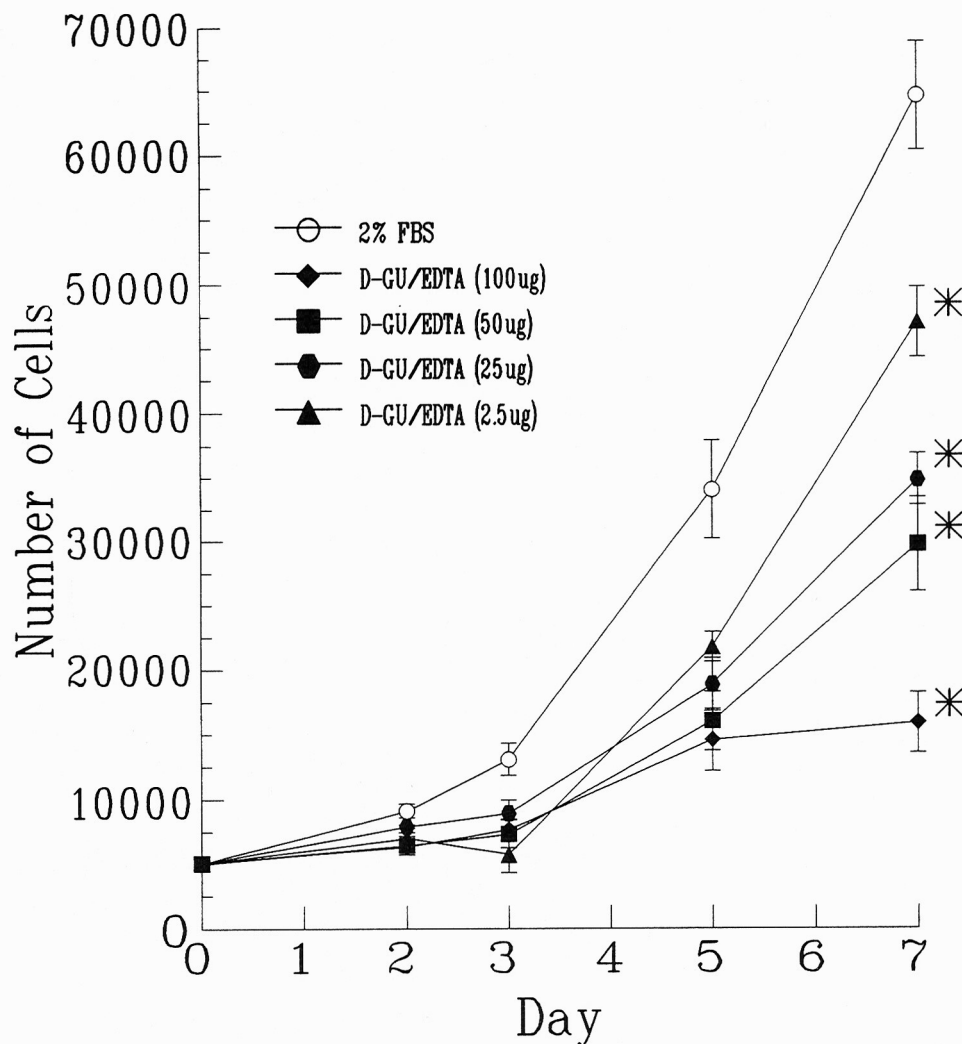 70000
60000
50000
40000
30000
20000
10000
0
Number of Cells
2% FBS
D-GU/EDTA (100ug)
D-GU/EDTA (50ug)
D-GU/EDTA (25ug)
D-GU/EDTA (2.5ug)
0 1 2 3 4 5 6 7
Day